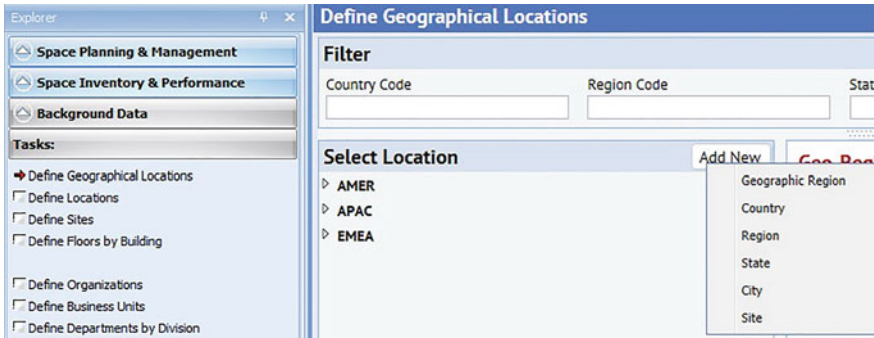 Explorer
Space Planning & Management
Space Inventory & Performance
Background Data
Tasks:
Define Geographical Locations
Define Locations
Define Sites
Define Floors by Building
Define Organizations
Define Business Units
Define Departments by Division
Define Geographical Locations
Filter
Country Code
Region Code
Select Location
Add New
AMER
APAC
EMEA
Geographic Region
Country
Region
State
City
Site